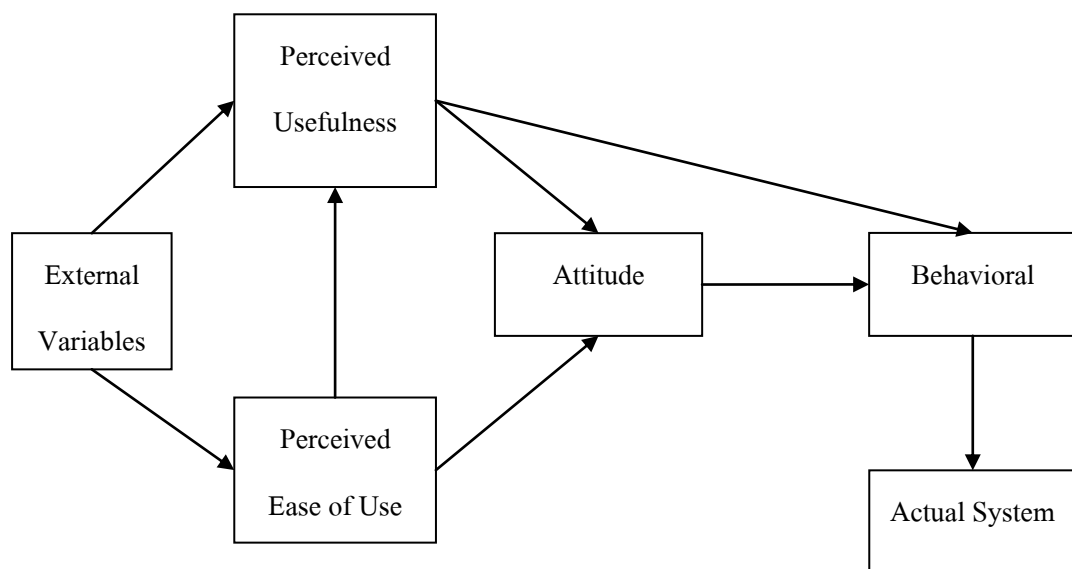 Perceived
Usefulness
External
Variables
Attitude
Behavioral
Perceived
Ease of Use
Actual System